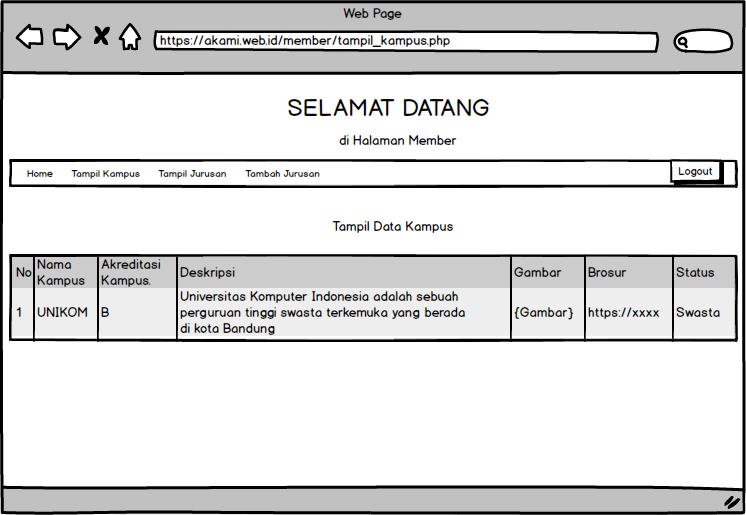 Web Page
https://akami.web.id/member/tampil_kampus.php
SELAMAT DATANG
di Halaman Member
Home Tampil Kampus Tampil Jurusan Tambah Jurusan Logout
Tampil Data Kampus
No Nama Kampus Akreditasi Kampus. Deskripsi Gambar Brosur Status
1 UNIKOM B Universitas Komputer Indonesia adalah sebuah
perguruan tinggi swasta terkemuka yang berada
di kota Bandung {Gambar} https://xxxx Swasta